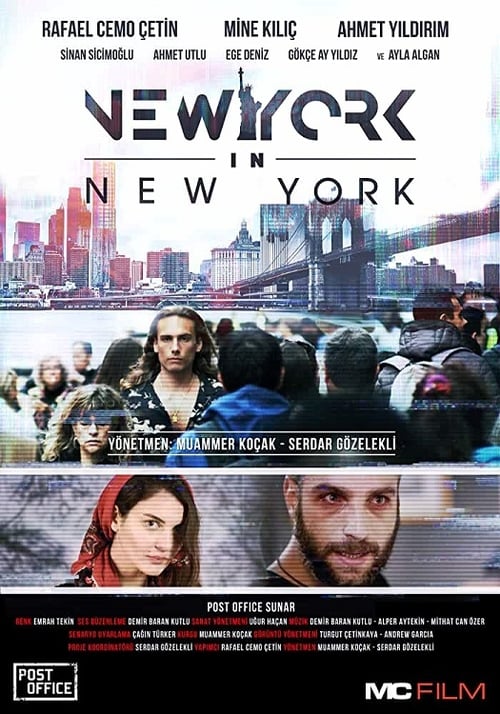 RAFAEL CEMO ÇETİN MİNE KILIÇ AHMET YILDIRIM
SİNAN SİCİMOĞLU AHMET UTLU EGE DENİZ GÖKÇE AY YILDIZ VE AYLA ALGAN
NEW YORK
IN
NEW YORK
YÖNETMEN: MUAMMER KOÇAK - SERDAR GÖZELEKLİ
POST OFFICE SUNAR
RENK EMRAH TEKİN SES DÜZENLEME DEMİR BARAN KUTLU SANAT YÖNETMENİ UĞUR HAÇAN MÜZİK DEMİR BARAN KUTLU - ALPER AYTEKİN - MİTHAT CAN ÖZER
SENARYO UYARLAMA ÇAĞIN TÜRKER KURGU MUAMMER KOÇAK GÖRÜNTÜ YÖNETMENİ TURGUT ÇETİNKAYA - ANDREW GARCIA
PROJE KOORDİNATÖRÜ SERDAR GÖZELEKLİ YAPIMCI RAFAEL CEMO ÇETİN YÖNETMEN MUAMMER KOÇAK - SERDAR GÖZELEKLİ
POST
OFFICE
MC FILM